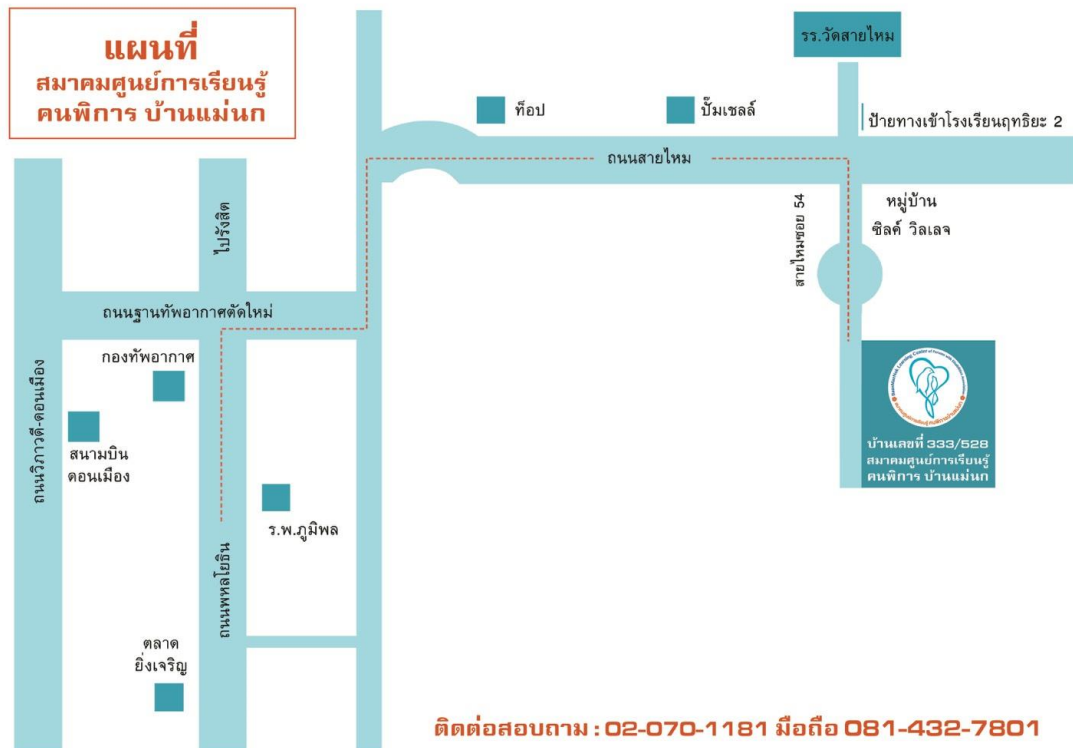 แผนที่
สมาคมศูนย์การเรียนรู้
คนพิการ บ้านแม่นก
รร.วัดสายไหม
ท็อป
ปั๊มเชลล์
ป้ายทางเข้าโรงเรียนฤทธิยะ 2
ถนนสายไหม
ไปรังสิต
สายไหมซอย 54
หมู่บ้าน
ซิลค์ วิลเลจ
ถนนฐานทัพอากาศตัดใหม่
กองทัพอากาศ
ถนนวิภาวดี-ดอนเมือง
สนามบิน
ดอนเมือง
ร.พ.ภูมิพล
ถนนพหลโยธิน
บ้านเลขที่ 333/528
สมาคมศูนย์การเรียนรู้
คนพิการ บ้านแม่นก
ตลาด
ยิ่งเจริญ
ติดต่อสอบถาม : 02-070-1181 มือถือ 081-432-7801